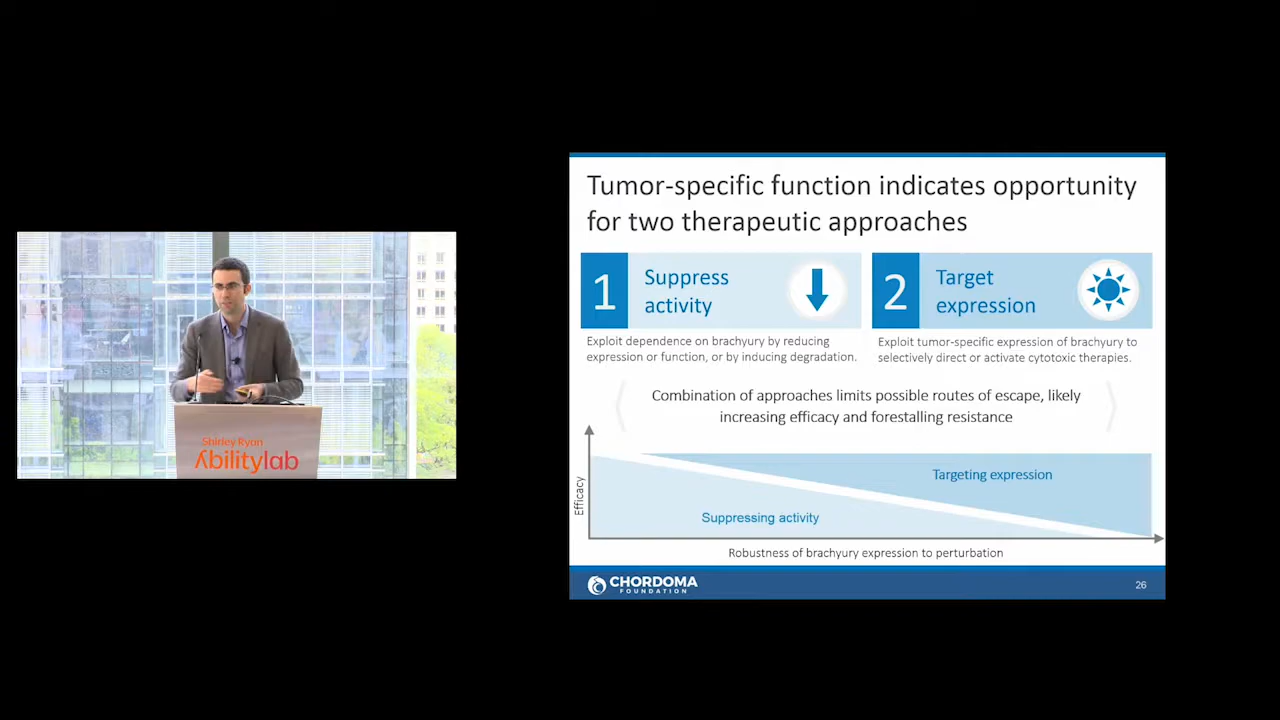 Tumor-specific function indicates opportunity
for two therapeutic approaches
1
Suppress
activity
2
Target
expression
Exploit dependence on brachyury by reducing
expression or function, or by inducing degradation.
Exploit tumor-specific expression of brachyury to
selectively direct or activate cytotoxic therapies.
Combination of approaches limits possible routes of escape, likely
increasing efficacy and forestalling resistance
Efficacy
Targeting expression
Suppressing activity
Robustness of brachyury expression to perturbation
CHORDOMA
FOUNDATION
26
Shirley Ryan
Abilitylab